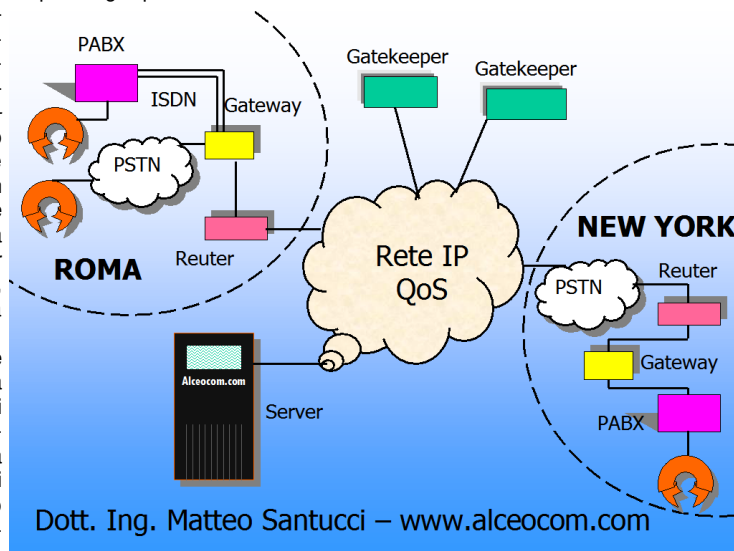 PABX
ISDN
Gateway
PSTN
Reuter
ROMA
Gatekeeper
Gatekeeper
Rete IP
QoS
NEW YORK
PSTN
Reuter
Gateway
PABX
Alceocom.com
Server
Dott. Ing. Matteo Santucci – www.alceocom.com